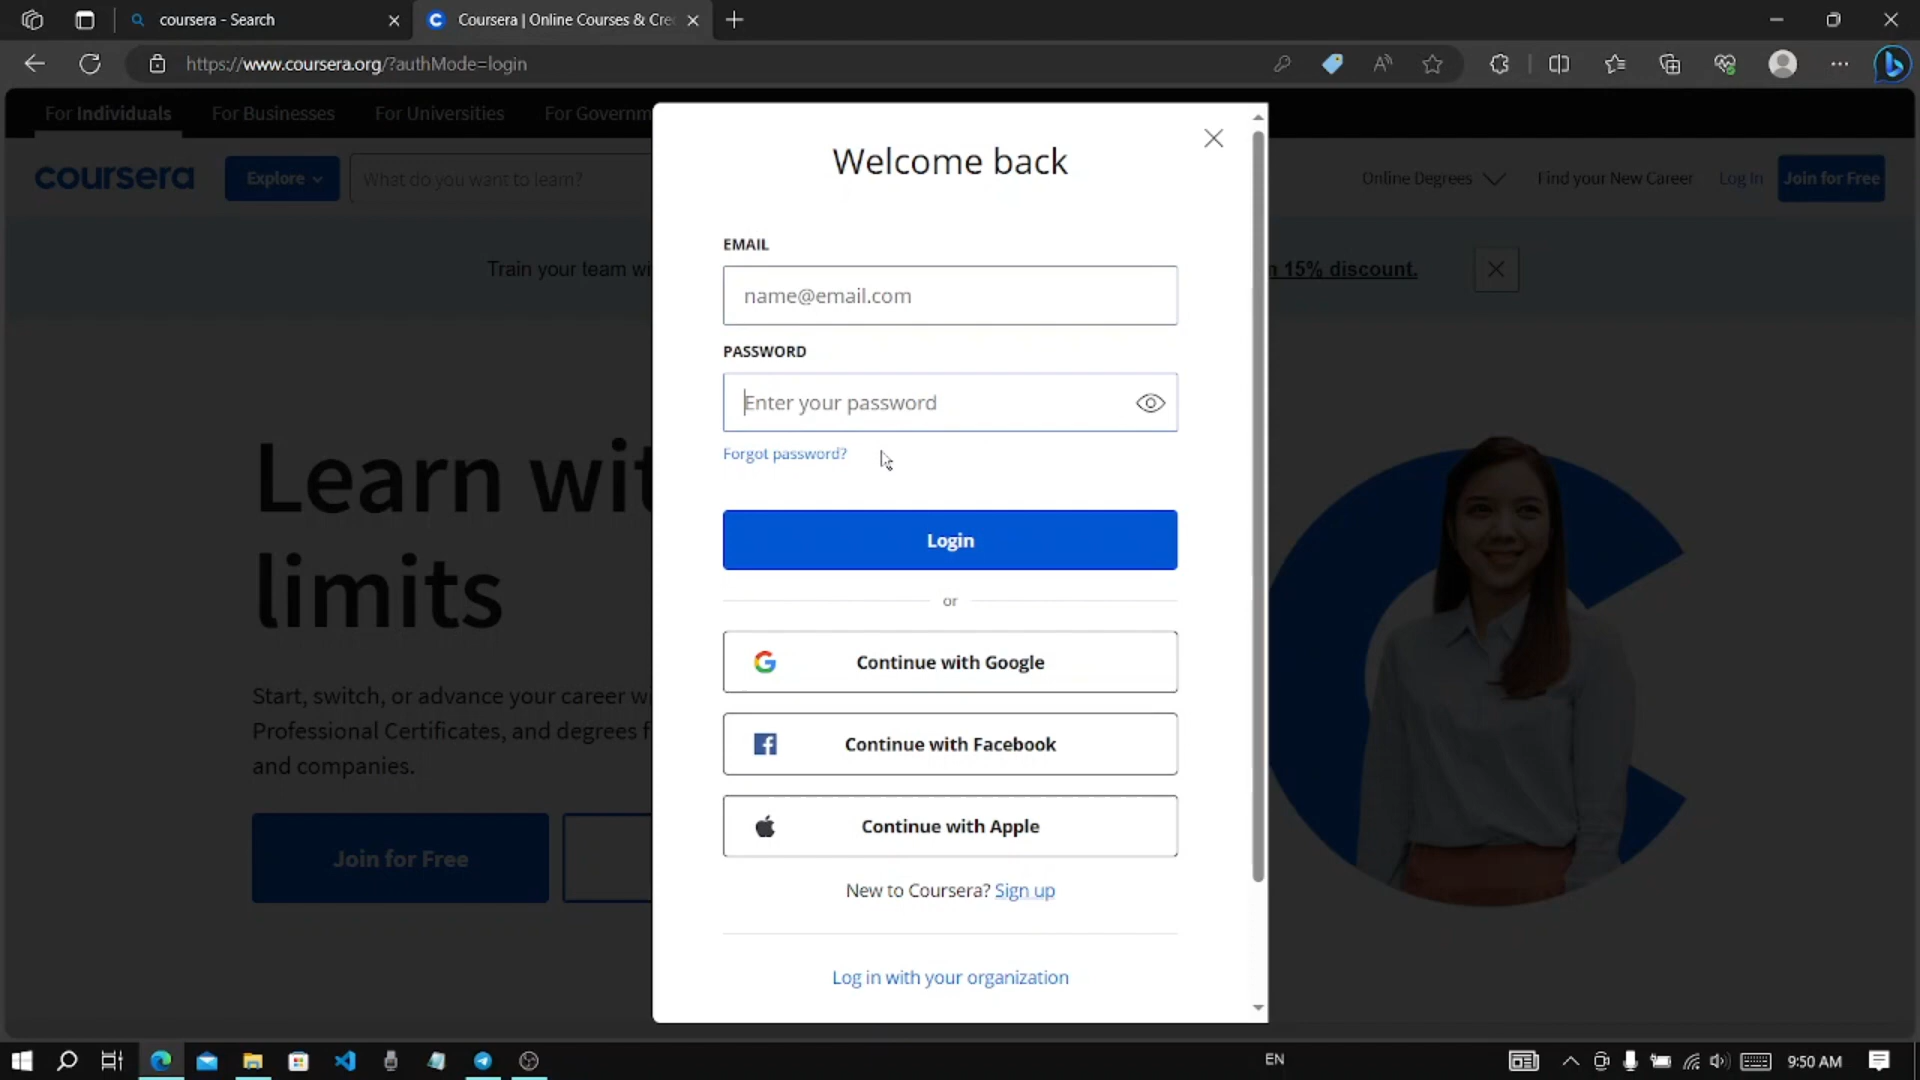 coursera - Search
Coursera | Online Courses & Cre
https://www.coursera.org/?authMode=login
For Individuals
For Businesses
For Universities
For Governm
coursera
Explore
What do you want to learn?
Online Degrees
Find your New Career
Log In
Join for Free
Train your team wi
n 15% discount.
Learn wit
limits
Start, switch, or advance your career w
Professional Certificates, and degrees f
and companies.
Join for Free
Welcome back
EMAIL
name@email.com
PASSWORD
Enter your password
Forgot password?
Login
or
Continue with Google
Continue with Facebook
Continue with Apple
New to Coursera? Sign up
Log in with your organization
EN
9:50 AM